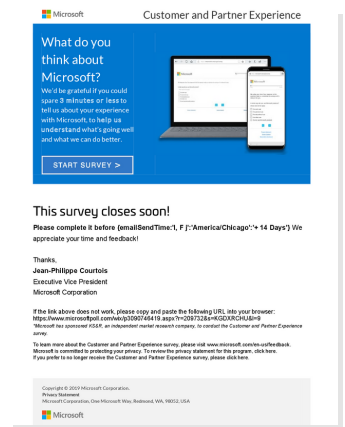 Microsoft
Customer and Partner Experience
What do you
think about
Microsoft?
We'd be grateful if you could
spare 3 minutes or less to
tell us about your experience
with Microsoft, to help us
understand what's going well
and what we can do better.
START SURVEY >
This survey closes soon!
Please complete it before {emailSendTime:'l, F j':'America/Chicago':'+ 14 Days'} We
appreciate your time and feedback!
Thanks,
Jean-Philippe Courtois
Executive Vice President
Microsoft Corporation
If the link above does not work, please copy and paste the following URL into your browser:
https://www.microsoftpoll.com/wix/p3090746419.aspx?r=209732&s=KGDXRCHU&l=9
*Microsoft has sponsored KS&R, an independent market research company, to conduct the Customer and Partner Experience
survey.
To learn more about the Customer and Partner Experience survey, please visit www.microsoft.com/en-us/feedback.
Microsoft is committed to protecting your privacy. To review the privacy statement for this program, click here.
If you prefer to no longer receive the Customer and Partner Experience survey, please click here.
Copyright © 2019 Microsoft Corporation.
Privacy Statement
Microsoft Corporation, One Microsoft Way, Redmond, WA, 98052, USA
Microsoft